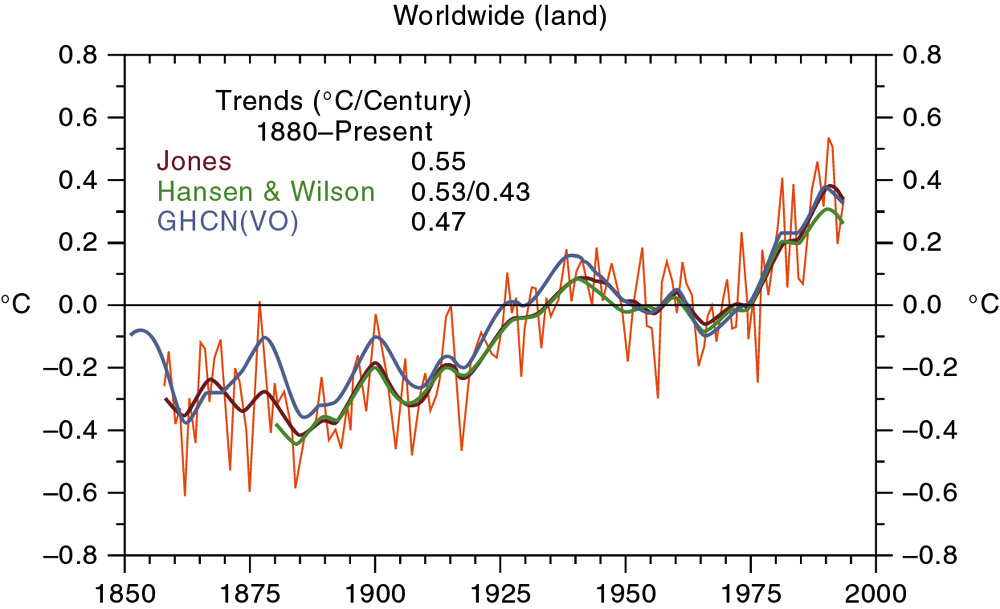 Worldwide (land)
0.8 0.8
Trends (°C/Century)
1880–Present
0.6 0.6
Jones 0.55
0.4 0.4
Hansen & Wilson 0.53/0.43
GHCN(VO) 0.47
0.2 0.2
°C 0.0 0.0 °C
−0.2 −0.2
−0.4 −0.4
−0.6 −0.6
−0.8 −0.8
1850 1875 1900 1925 1950 1975 2000